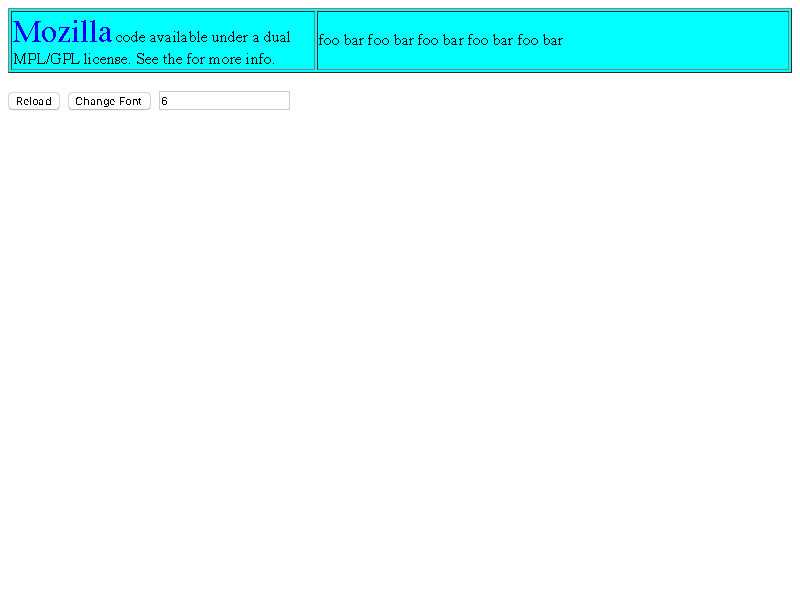 Mozilla code available under a dual
MPL/GPL license. See the for more info.
foo bar foo bar foo bar foo bar foo bar
Reload Change Font 6